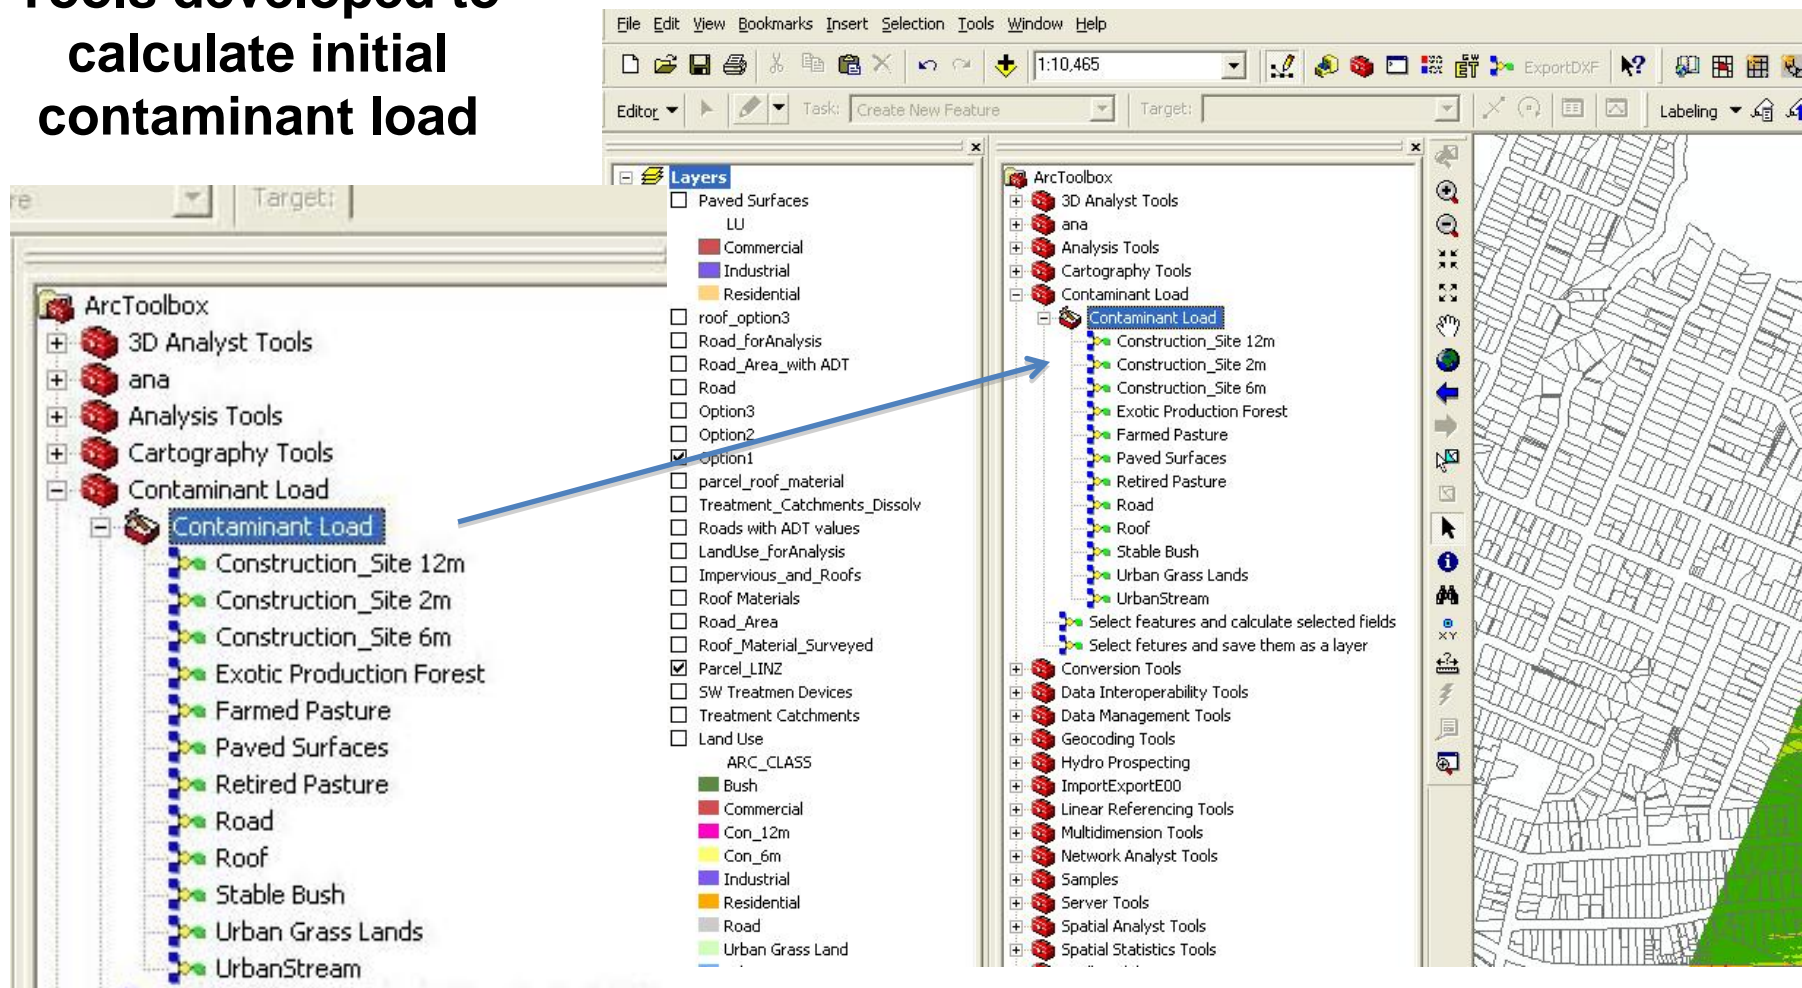 Tools developed to
calculate initial
contaminant load
File Edit View Bookmarks Insert Selection Tools Window Help
1:10,465
ExportDXF
Editor Task: Create New Feature Target: Labeling
Layers
Paved Surfaces
LU
Commercial
Industrial
Residential
roof_option3
Road_forAnalysis
Road_Area_with ADT
Road
Option3
Option2
Option1
parcel_roof_material
Treatment_Catchments_Dissolv
Roads with ADT values
LandUse_forAnalysis
Impervious_and_Roofs
Roof Materials
Road_Area
Roof_Material_Surveyed
Parcel_LINZ
SW Treatmen Devices
Treatment Catchments
Land Use
ARC_CLASS
Bush
Commercial
Con_12m
Con_6m
Industrial
Residential
Road
Urban Grass Land
ArcToolbox
3D Analyst Tools
ana
Analysis Tools
Cartography Tools
Contaminant Load
Contaminant Load
Construction_Site 12m
Construction_Site 2m
Construction_Site 6m
Exotic Production Forest
Farmed Pasture
Paved Surfaces
Retired Pasture
Road
Roof
Stable Bush
Urban Grass Lands
UrbanStream
Select features and calculate selected fields
Select fetures and save them as a layer
Conversion Tools
Data Interoperability Tools
Data Management Tools
Geocoding Tools
Hydro Prospecting
ImportExportE00
Linear Referencing Tools
Multidimension Tools
Network Analyst Tools
Samples
Server Tools
Spatial Analyst Tools
Spatial Statistics Tools
re Target:
ArcToolbox
3D Analyst Tools
ana
Analysis Tools
Cartography Tools
Contaminant Load
Contaminant Load
Construction_Site 12m
Construction_Site 2m
Construction_Site 6m
Exotic Production Forest
Farmed Pasture
Paved Surfaces
Retired Pasture
Road
Roof
Stable Bush
Urban Grass Lands
UrbanStream